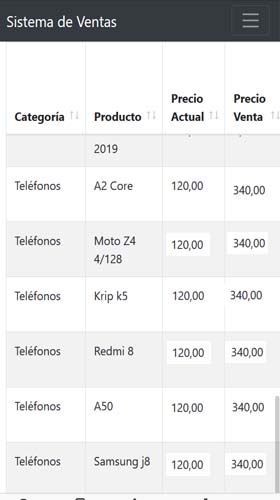 Sistema de Ventas
Categoría Producto Precio Actual Precio Venta
2019
Teléfonos A2 Core 120,00 340,00
Teléfonos Moto Z4 4/128 120,00 340,00
Teléfonos Krip k5 120,00 340,00
Teléfonos Redmi 8 120,00 340,00
Teléfonos A50 120,00 340,00
Teléfonos Samsung j8 120,00 340,00